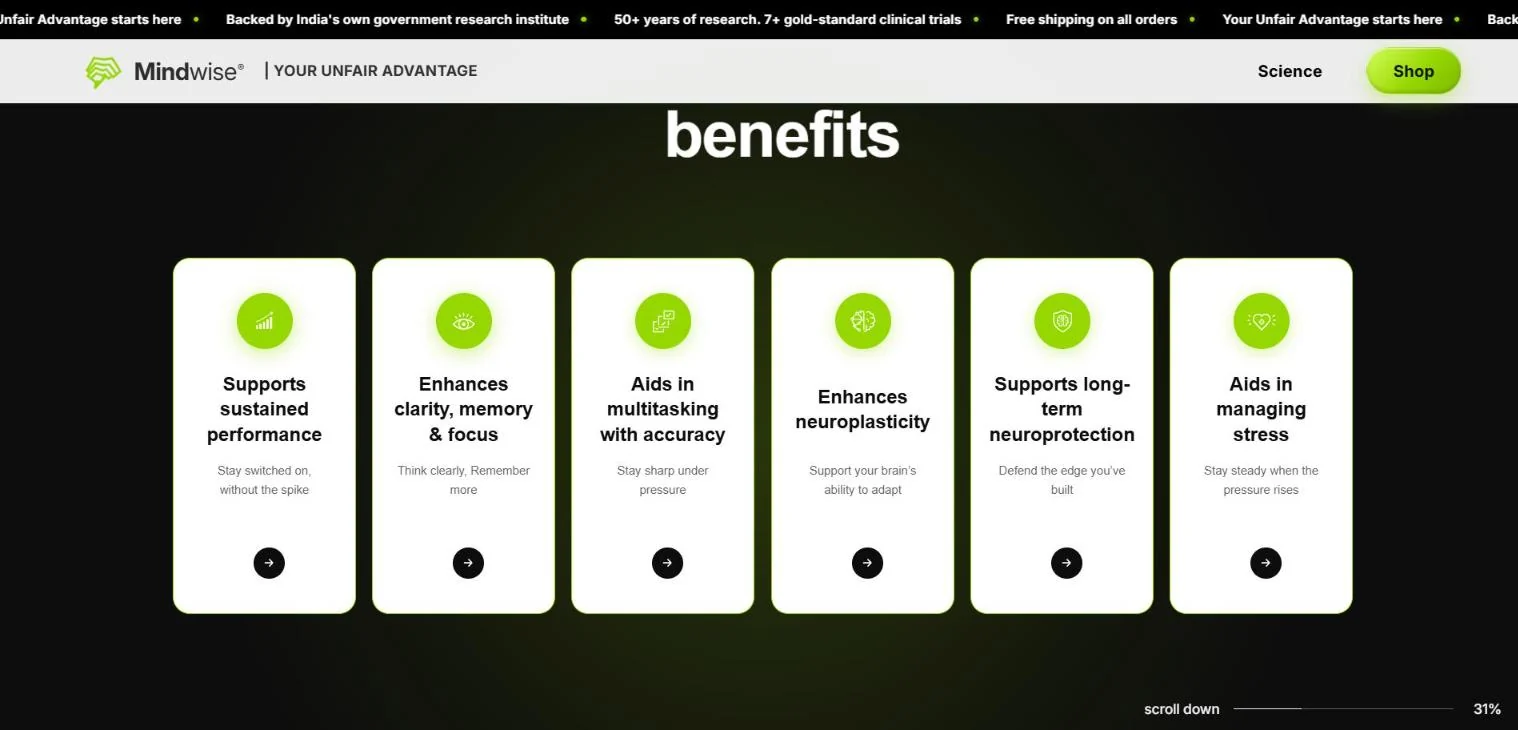 Unfair Advantage starts here • Backed by India's own government research institute • 50+ years of research. 7+ gold-standard clinical trials • Free shipping on all orders • Your Unfair Advantage starts here • Back
Mindwise® | YOUR UNFAIR ADVANTAGE
Science
Shop
benefits
Supports
sustained
performance
Stay switched on,
without the spike
Enhances
clarity, memory
& focus
Think clearly, Remember
more
Aids in
multitasking
with accuracy
Stay sharp under
pressure
Enhances
neuroplasticity
Support your brain's
ability to adapt
Supports long-
term
neuroprotection
Defend the edge you've
built
Aids in
managing
stress
Stay steady when the
pressure rises
scroll down
31%